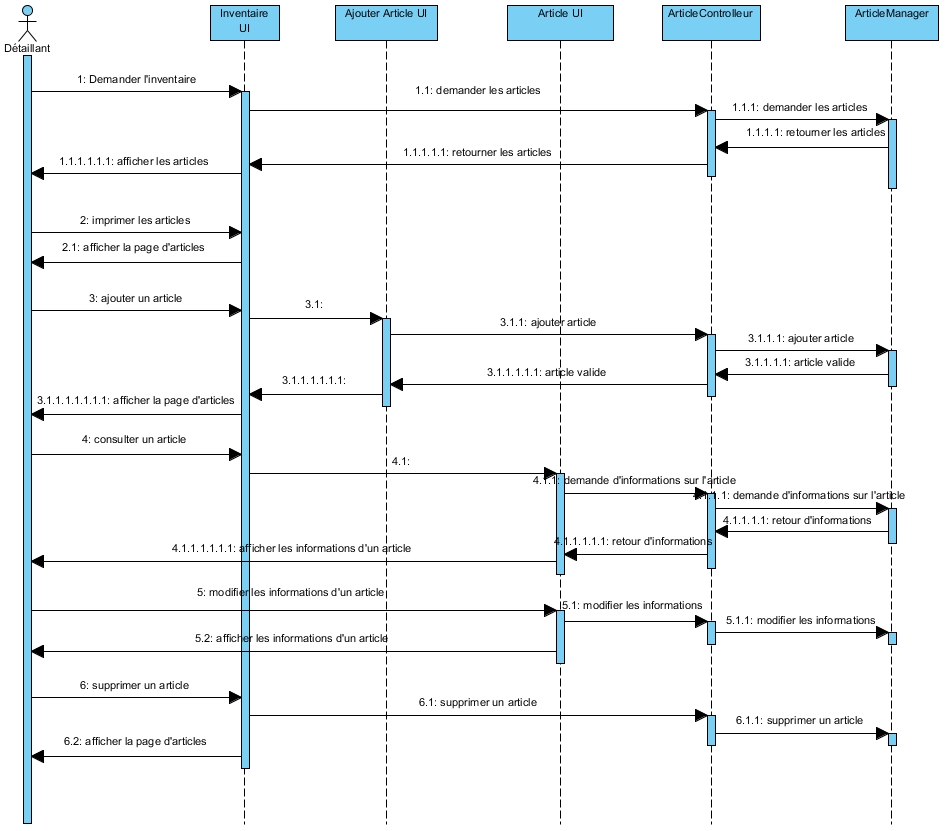 Inventaire
UI
Ajouter Article UI
Article UI
ArticleControlleur
ArticleManager
Détaillant
1: Demander l'inventaire
1.1: demander les articles
1.1.1: demander les articles
1.1.1.1: retourner les articles
1.1.1.1.1: retourner les articles
1.1.1.1.1.1: afficher les articles
2: imprimer les articles
2.1: afficher la page d'articles
3: ajouter un article
3.1:
3.1.1: ajouter article
3.1.1.1: ajouter article
3.1.1.1.1: article valide
3.1.1.1.1.1: article valide
3.1.1.1.1.1.1:
3.1.1.1.1.1.1.1: afficher la page d'articles
4: consulter un article
4.1:
4.1.1: demande d'informations sur l'article
4.1.1.1: demande d'informations sur l'article
4.1.1.1.1: retour d'informations
4.1.1.1.1.1: retour d'informations
4.1.1.1.1.1.1: afficher les informations d'un article
5: modifier les informations d'un article
5.1: modifier les informations
5.1.1: modifier les informations
5.2: afficher les informations d'un article
6: supprimer un article
6.1: supprimer un article
6.1.1: supprimer un article
6.2: afficher la page d'articles